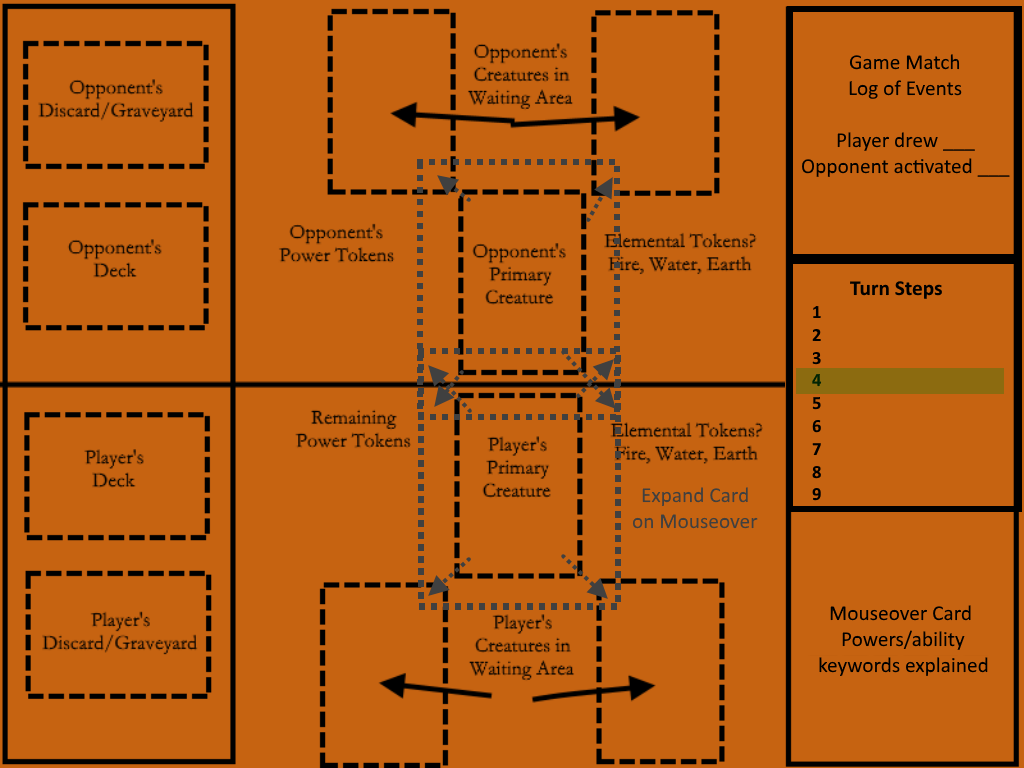 Opponent's
Discard/Graveyard
Opponent's
Deck
Player's
Deck
Player's
Discard/Graveyard
Opponent's
Creatures in
Waiting Area
Opponent's
Power Tokens
Opponent's
Primary
Creature
Elemental Tokens?
Fire, Water, Earth
Remaining
Power Tokens
Player's
Primary
Creature
Elemental Tokens?
Fire, Water, Earth
Expand Card
on Mouseover
Player's
Creatures in
Waiting Area
Game Match
Log of Events
Player drew ___
Opponent activated ___
Turn Steps
1
2
3
4
5
6
7
8
9
Mouseover Card
Powers/ability
keywords explained